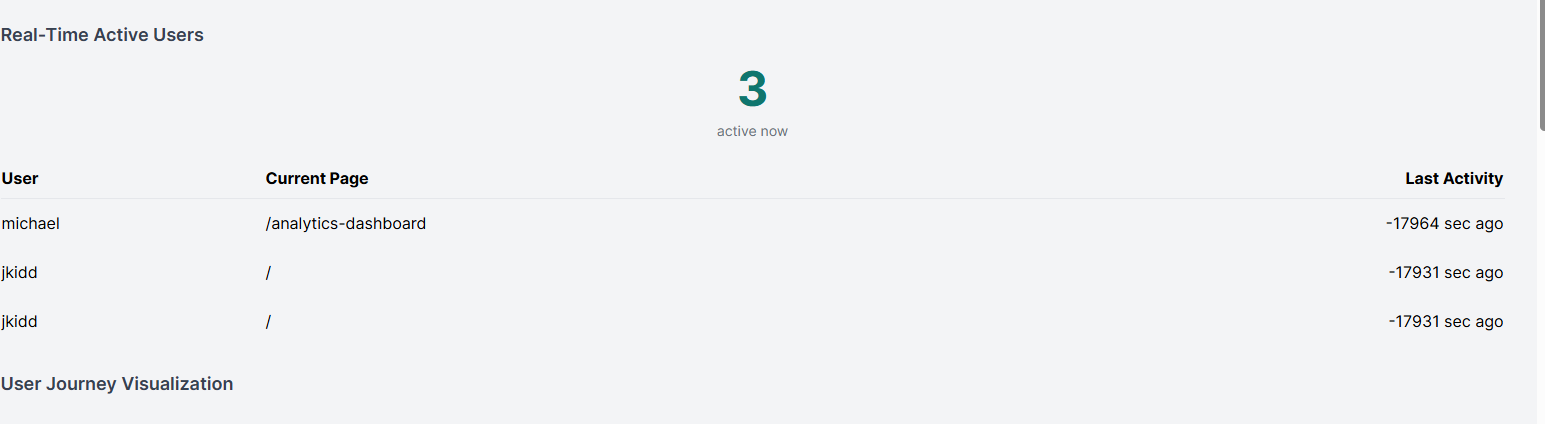 Real-Time Active Users
3
active now
User Current Page Last Activity
michael /analytics-dashboard -17964 sec ago
jkidd / -17931 sec ago
jkidd / -17931 sec ago
User Journey Visualization